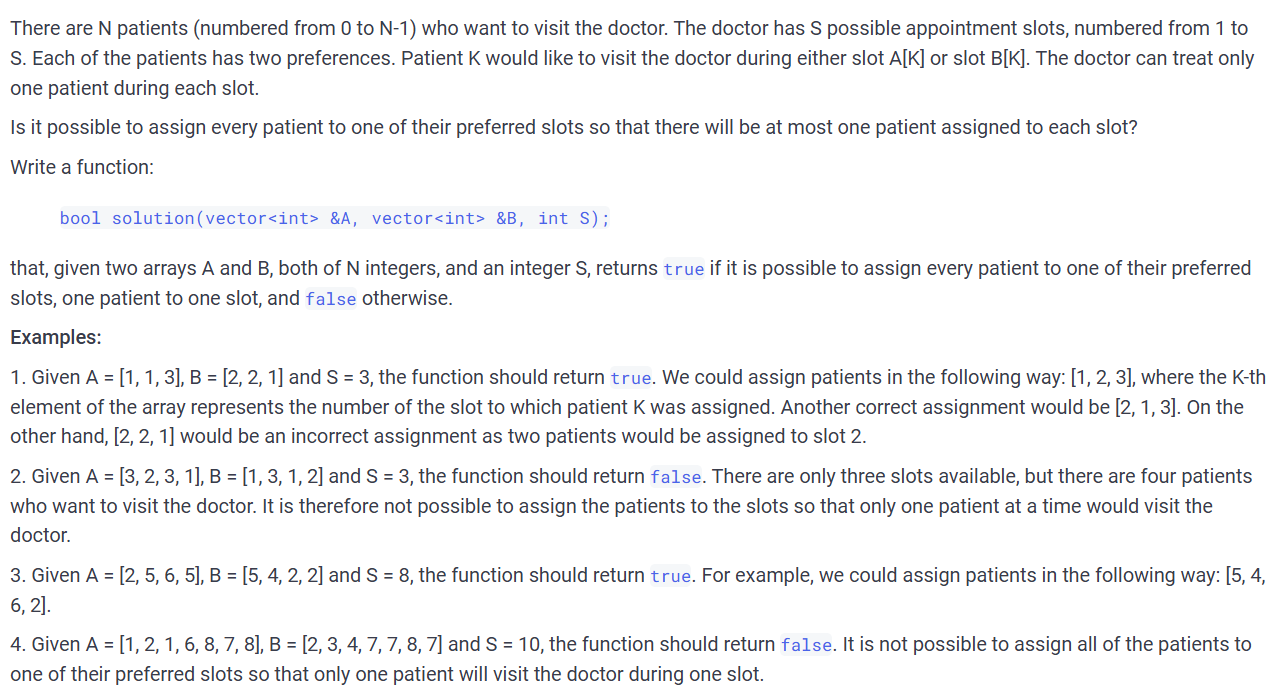 There are N patients (numbered from 0 to N-1) who want to visit the doctor. The doctor has S possible appointment slots, numbered from 1 to
S. Each of the patients has two preferences. Patient K would like to visit the doctor during either slot A[K] or slot B[K]. The doctor can treat only
one patient during each slot.
Is it possible to assign every patient to one of their preferred slots so that there will be at most one patient assigned to each slot?
Write a function:
bool solution(vector<int> &A, vector<int> &B, int S);
that, given two arrays A and B, both of N integers, and an integer S, returns true if it is possible to assign every patient to one of their preferred
slots, one patient to one slot, and false otherwise.
Examples:
1. Given A = [1, 1, 3], B = [2, 2, 1] and S = 3, the function should return true. We could assign patients in the following way: [1, 2, 3], where the K-th
element of the array represents the number of the slot to which patient K was assigned. Another correct assignment would be [2, 1, 3]. On the
other hand, [2, 2, 1] would be an incorrect assignment as two patients would be assigned to slot 2.
2. Given A = [3, 2, 3, 1], B = [1, 3, 1, 2] and S = 3, the function should return false. There are only three slots available, but there are four patients
who want to visit the doctor. It is therefore not possible to assign the patients to the slots so that only one patient at a time would visit the
doctor.
3. Given A = [2, 5, 6, 5], B = [5, 4, 2, 2] and S = 8, the function should return true. For example, we could assign patients in the following way: [5, 4,
6, 2].
4. Given A = [1, 2, 1, 6, 8, 7, 8], B = [2, 3, 4, 7, 7, 8, 7] and S = 10, the function should return false. It is not possible to assign all of the patients to
one of their preferred slots so that only one patient will visit the doctor during one slot.